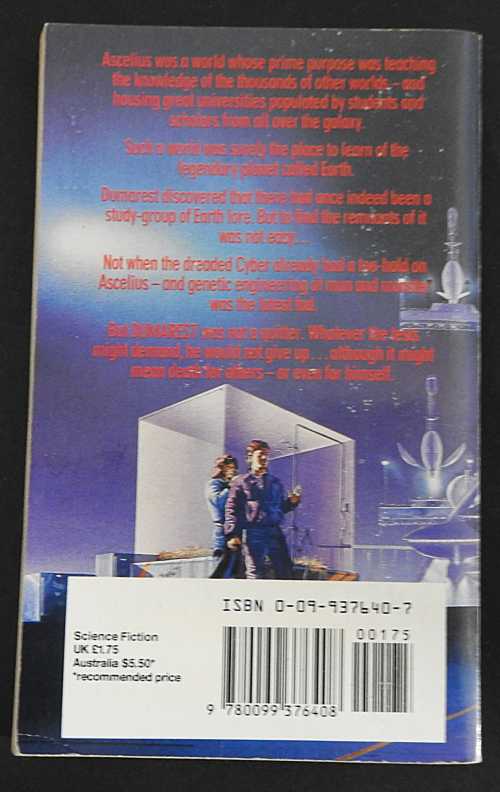 Ascelius was a world whose prime purpose was teaching
the knowledge of the thousands of other worlds – and
housing great universities populated by students and
scholars from all over the galaxy.
Such a world was surely the place to learn of the
legendary planet called Earth.
Dumarest discovered that there had once indeed been a
study-group of Earth lore. But to find the remnants of it
was not easy...
Not when the dreaded Cyber already had a toe-hold on
Ascelius – and genetic engineering of man and
was the latest fad.
But DUMAREST was not a quitter. Whatever the tasks
might demand, he would not give up... although it might
mean death for others – or even for himself.
ISBN 0-09-937640-7
00175
Science Fiction
UK £1.75
Australia $5.50*
*recommended price
9 780099 376408